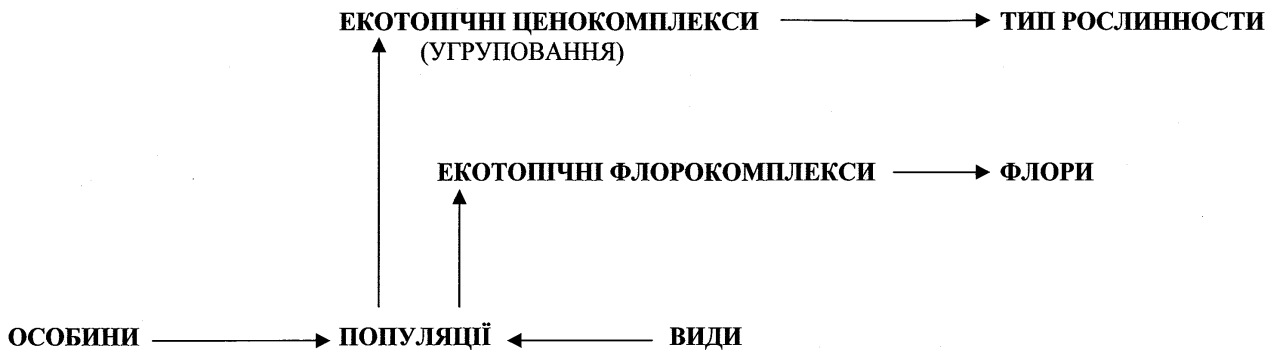 ЕКОТОПІЧНІ ЦЕНОКОМПЛЕКСИ ТИП РОСЛИННОСТИ
(УГРУПОВАННЯ)
ЕКОТОПІЧНІ ФЛОРОКОМПЛЕКСИ ФЛОРИ
ОСОБИНИ ПОПУЛЯЦІЇ ВИДИ